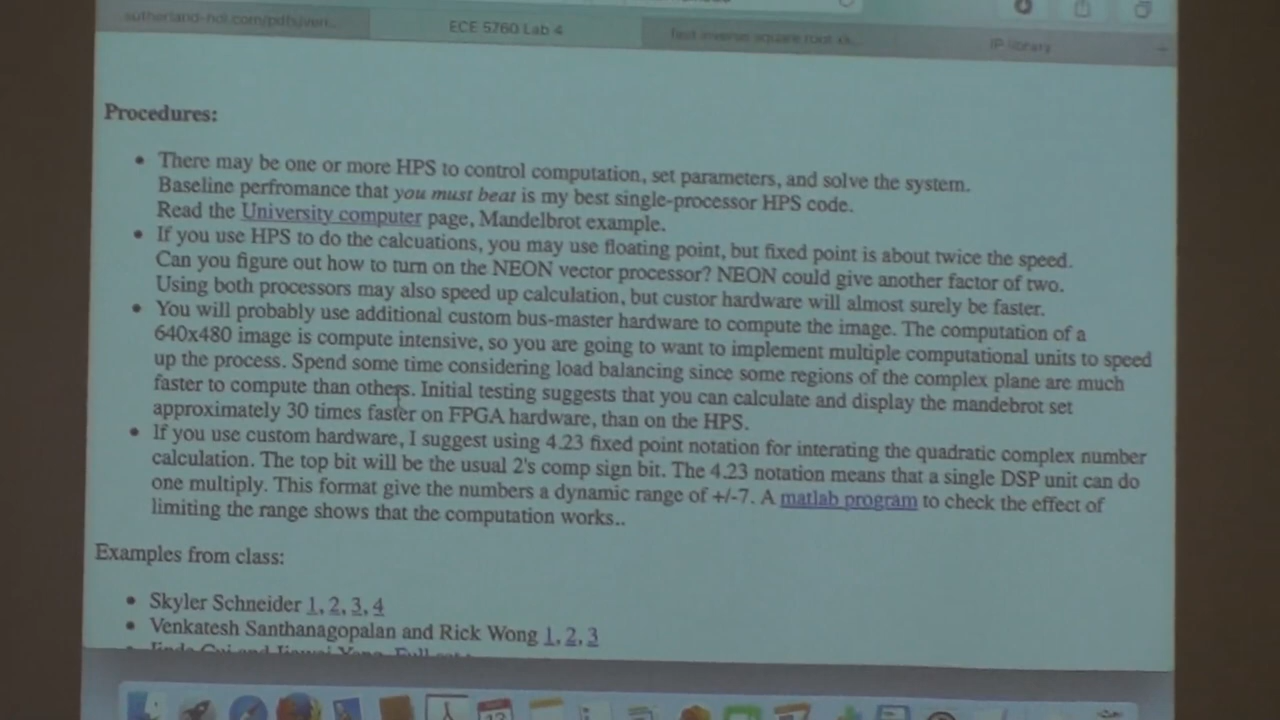 sutherland-hdl.com/pdfs/veri...
ECE 5760 Lab 4
Test inverse square root
IP library
Procedures:
• There may be one or more HPS to control computation, set parameters, and solve the system.
Baseline perfromance that you must beat is my best single-processor HPS code.
Read the University computer page, Mandelbrot example.
• If you use HPS to do the calcuations, you may use floating point, but fixed point is about twice the speed.
Can you figure out how to turn on the NEON vector processor? NEON could give another factor of two.
Using both processors may also speed up calculation, but custor hardware will almost surely be faster.
• You will probably use additional custom bus-master hardware to compute the image. The computation of a
640x480 image is compute intensive, so you are going to want to implement multiple computational units to speed
up the process. Spend some time considering load balancing since some regions of the complex plane are much
faster to compute than others. Initial testing suggests that you can calculate and display the mandebrot set
approximately 30 times faster on FPGA hardware, than on the HPS.
• If you use custom hardware, I suggest using 4.23 fixed point notation for interating the quadratic complex number
calculation. The top bit will be the usual 2's comp sign bit. The 4.23 notation means that a single DSP unit can do
one multiply. This format give the numbers a dynamic range of +/-7. A matlab program to check the effect of
limiting the range shows that the computation works..
Examples from class:
• Skyler Schneider 1, 2, 3, 4
• Venkatesh Santhanagopalan and Rick Wong 1, 2, 3